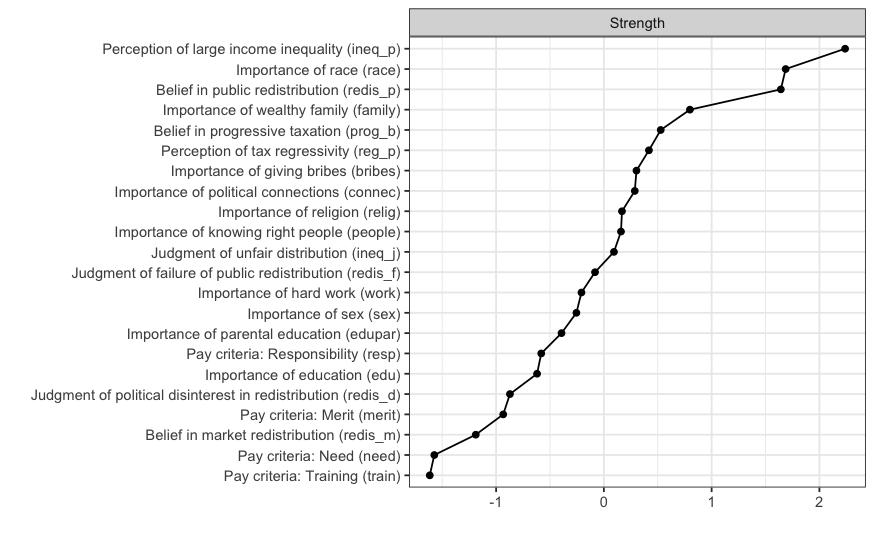 Strength
Perception of large income inequality (ineq_p)
Importance of race (race)
Belief in public redistribution (redis_p)
Importance of wealthy family (family)
Belief in progressive taxation (prog_b)
Perception of tax regressivity (reg_p)
Importance of giving bribes (bribes)
Importance of political connections (connec)
Importance of religion (relig)
Importance of knowing right people (people)
Judgment of unfair distribution (ineq_j)
Judgment of failure of public redistribution (redis_f)
Importance of hard work (work)
Importance of sex (sex)
Importance of parental education (edupar)
Pay criteria: Responsibility (resp)
Importance of education (edu)
Judgment of political disinterest in redistribution (redis_d)
Pay criteria: Merit (merit)
Belief in market redistribution (redis_m)
Pay criteria: Need (need)
Pay criteria: Training (train)
-1 0 1 2